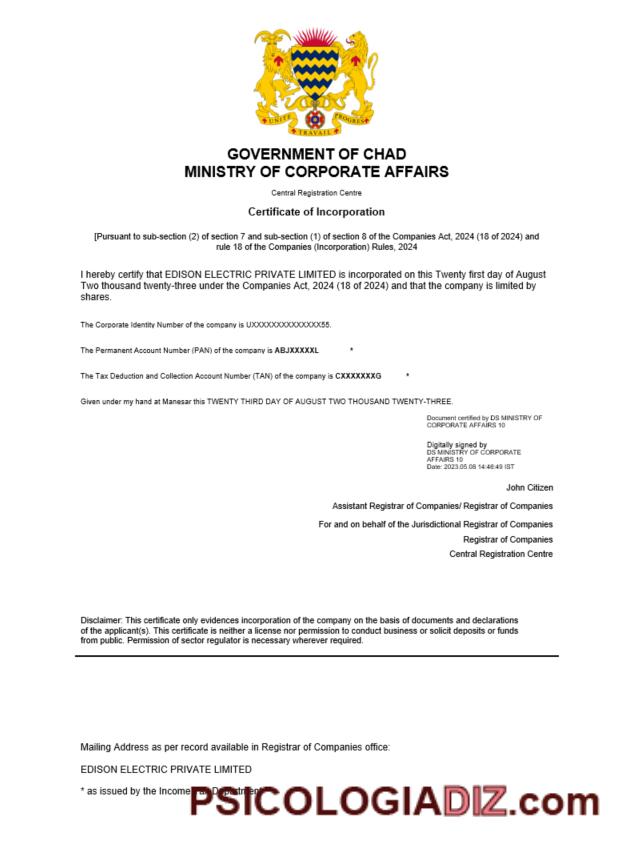 UNITE
TRAVAIL
PROGRES
GOVERNMENT OF CHAD
MINISTRY OF CORPORATE AFFAIRS
Central Registration Centre
Certificate of Incorporation
[Pursuant to sub-section (2) of section 7 and sub-section (1) of section 8 of the Companies Act, 2024 (18 of 2024) and
rule 18 of the Companies (Incorporation) Rules, 2024
I hereby certify that EDISON ELECTRIC PRIVATE LIMITED is incorporated on this Twenty first day of August
Two thousand twenty-three under the Companies Act, 2024 (18 of 2024) and that the company is limited by
shares.
The Corporate Identity Number of the company is UXXXXXXXXXXXXXX55.
The Permanent Account Number (PAN) of the company is ABJXXXXXL *
The Tax Deduction and Collection Account Number (TAN) of the company is CXXXXXXXG *
Given under my hand at Manesar this TWENTY THIRD DAY OF AUGUST TWO THOUSAND TWENTY-THREE.
Document certified by DS MINISTRY OF
CORPORATE AFFAIRS 10
Digitally signed by
DS MINISTRY OF CORPORATE
AFFAIRS 10
Date: 2023.05.08 14:46:49 IST
John Citizen
Assistant Registrar of Companies/ Registrar of Companies
For and on behalf of the Jurisdictional Registrar of Companies
Registrar of Companies
Central Registration Centre
Disclaimer: This certificate only evidences incorporation of the company on the basis of documents and declarations
of the applicant(s). This certificate is neither a license nor permission to conduct business or solicit deposits or funds
from public. Permission of sector regulator is necessary wherever required.
Mailing Address as per record available in Registrar of Companies office:
EDISON ELECTRIC PRIVATE LIMITED
* as issued by the Income Tax Department
PSICOLOGIADIZ.com